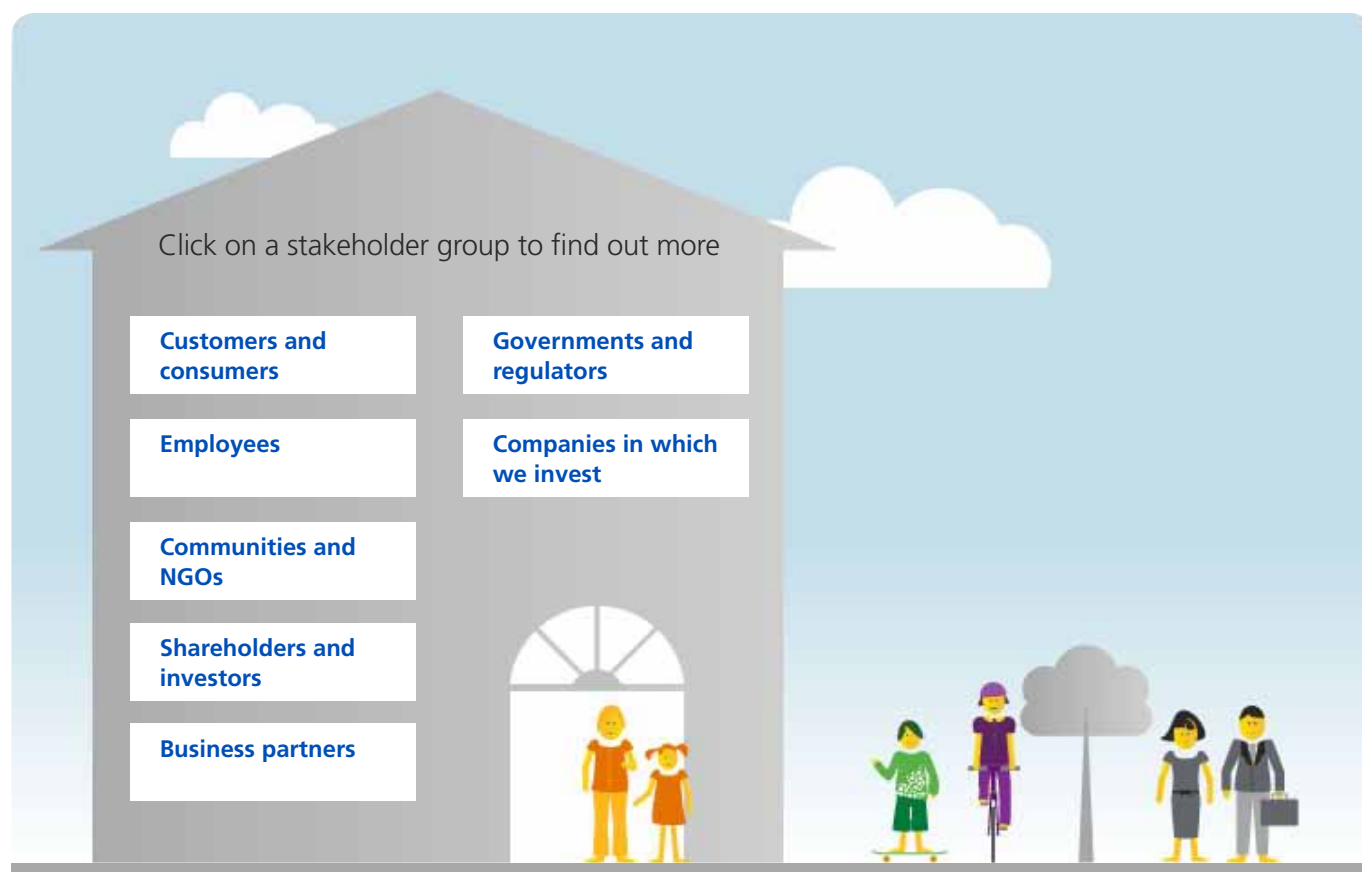 Click on a stakeholder group to find out more
Customers and
consumers
Employees
Communities and
NGOs
Shareholders and
investors
Business partners
Governments and
regulators
Companies in which
we invest